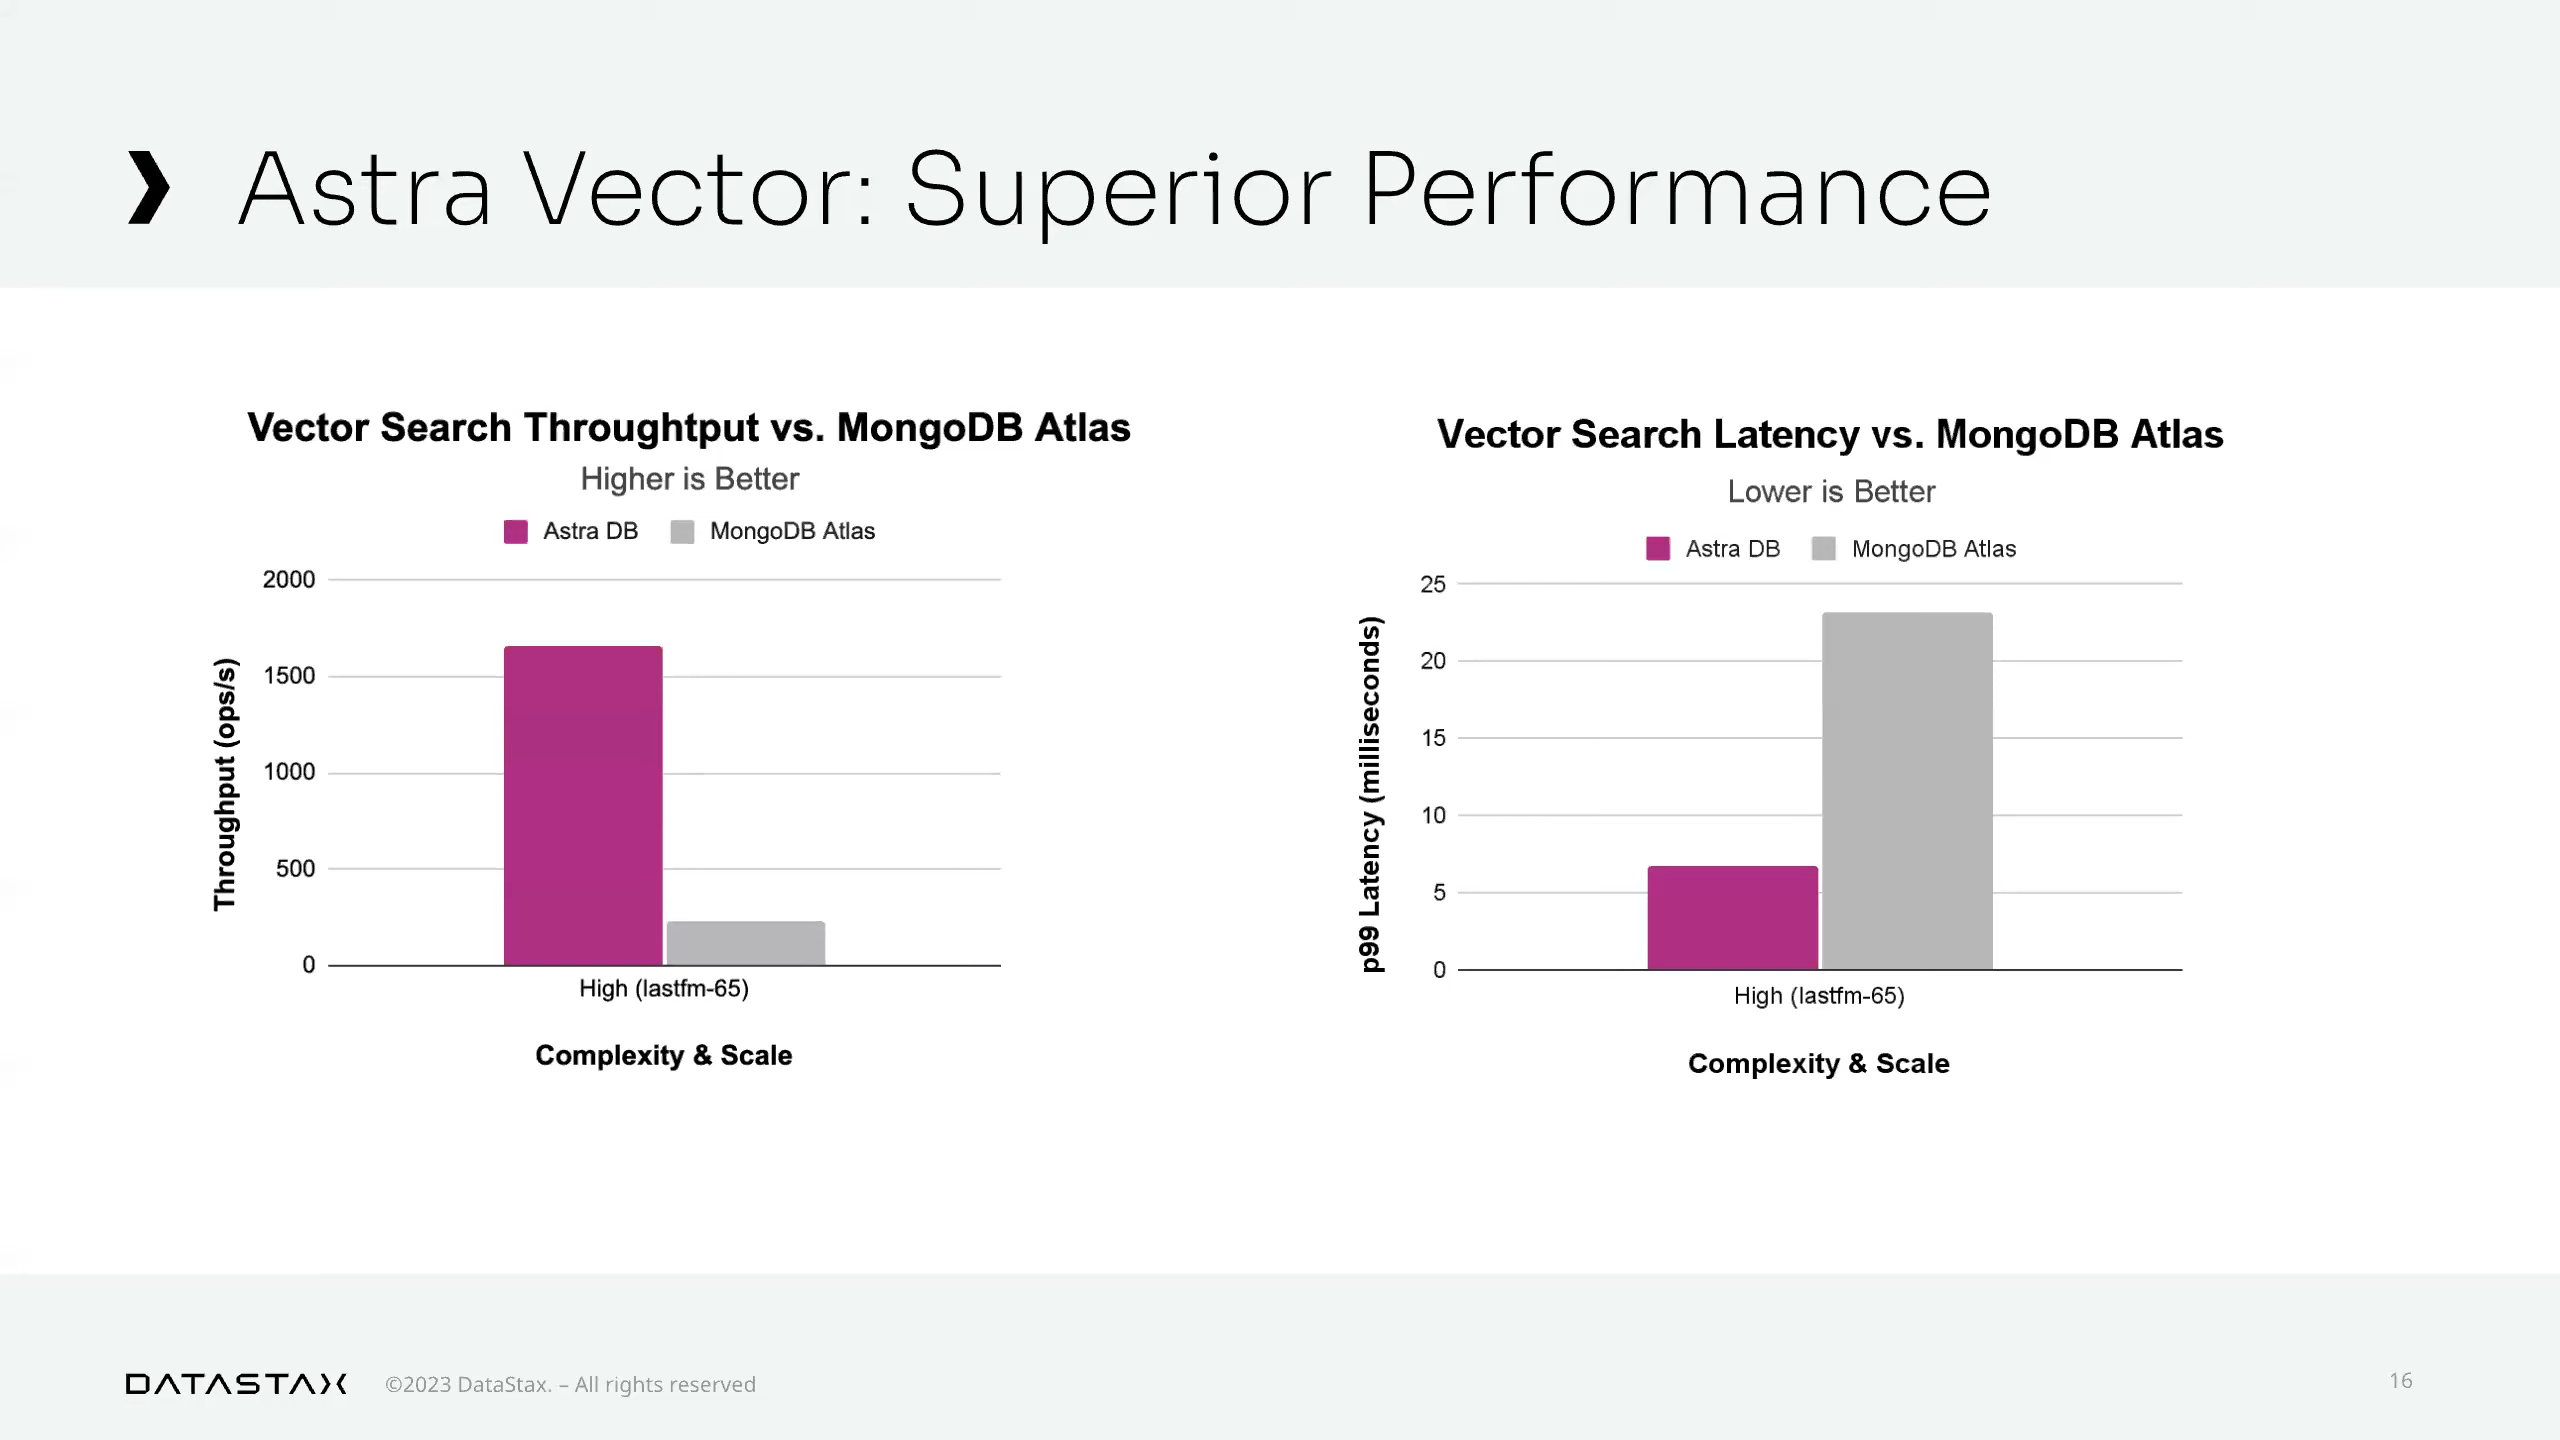 Astra Vector: Superior Performance
Vector Search Throughtput vs. MongoDB Atlas
Higher is Better
Astra DB MongoDB Atlas
Throughput (ops/s)
2000
1500
1000
500
0
High (lastfm-65)
Complexity & Scale
Vector Search Latency vs. MongoDB Atlas
Lower is Better
Astra DB MongoDB Atlas
p99 Latency (milliseconds)
25
20
15
10
5
0
High (lastfm-65)
Complexity & Scale
DATASTAX ©2023 DataStax. – All rights reserved
16